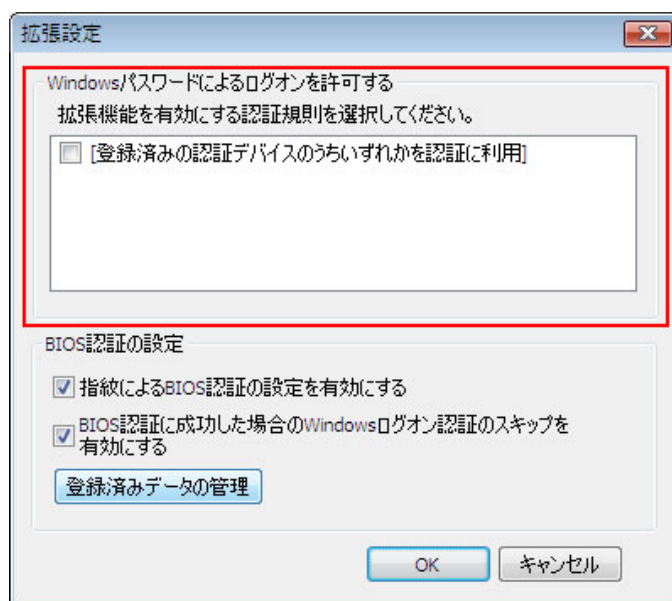 拡張設定
Windowsパスワードによるログオンを許可する
拡張機能を有効にする認証規則を選択してください。
[登録済みの認証デバイスのうちいずれかを認証に利用]
BIOS認証の設定
指紋によるBIOS認証の設定を有効にする
BIOS認証に成功した場合のWindowsログオン認証のスキップを
有効にする
登録済みデータの管理
OK
キャンセル